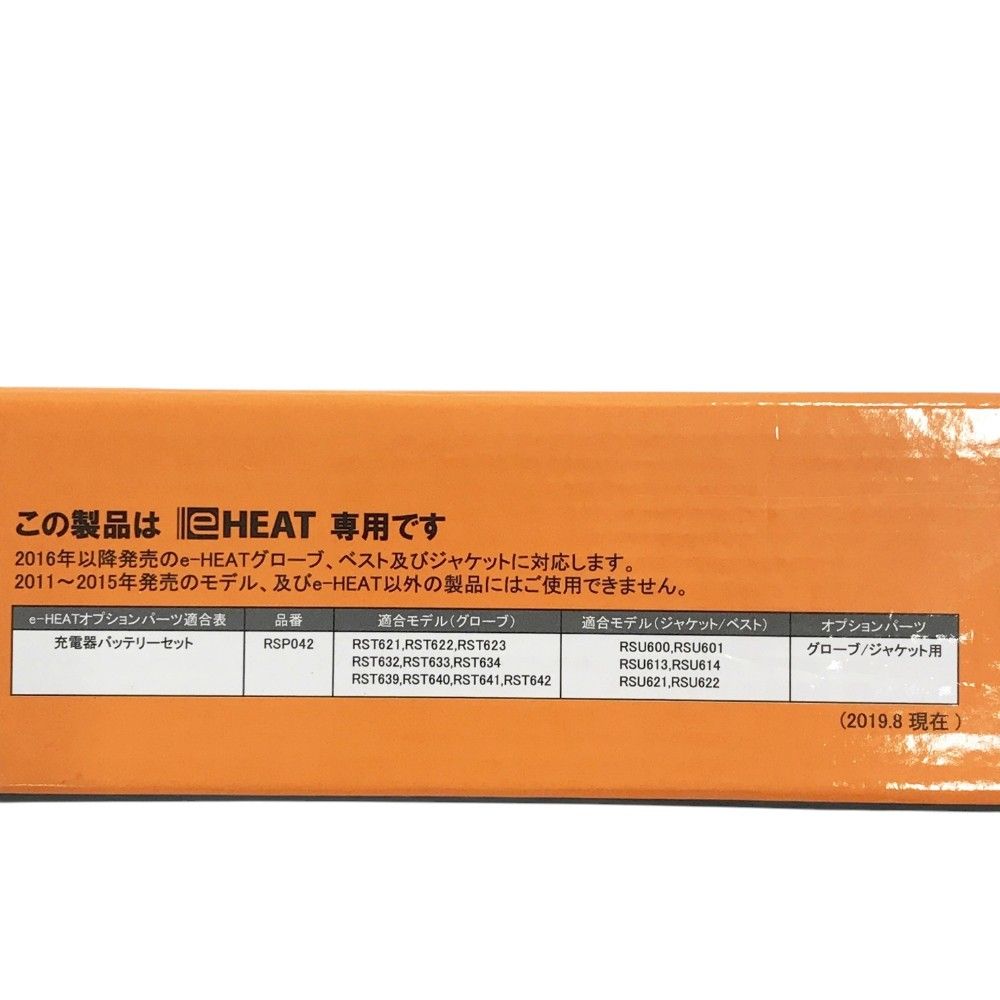 この製品は eHEAT 専用です
2016年以降発売のe-HEATグローブ、ベスト及びジャケットに対応します。
2011～2015年発売のモデル、及びe-HEAT以外の製品にはご使用できません。
e-HEATオプションパーツ適合表 品番 適合モデル(グローブ) 適合モデル(ジャケット/ベスト) オプションパーツ
充電器バッテリーセット RSP042 RST621,RST622,RST623 RSU600,RSU601 グローブ/ジャケット用
RST632,RST633,RST634 RSU613,RSU614
RST639,RST640,RST641,RST642 RSU621,RSU622
(2019.8 現在)